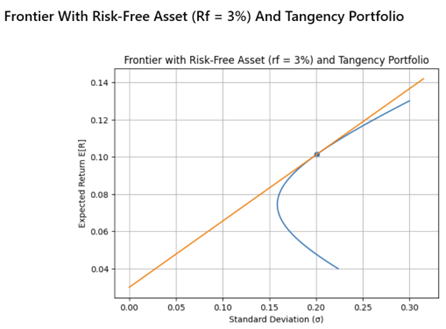 Frontier With Risk-Free Asset (Rf = 3%) And Tangency Portfolio
Frontier with Risk-Free Asset (rf = 3%) and Tangency Portfolio
Expected Return E[R]
0.14
0.12
0.10
0.08
0.06
0.04
0.00 0.05 0.10 0.15 0.20 0.25 0.30
Standard Deviation (σ)